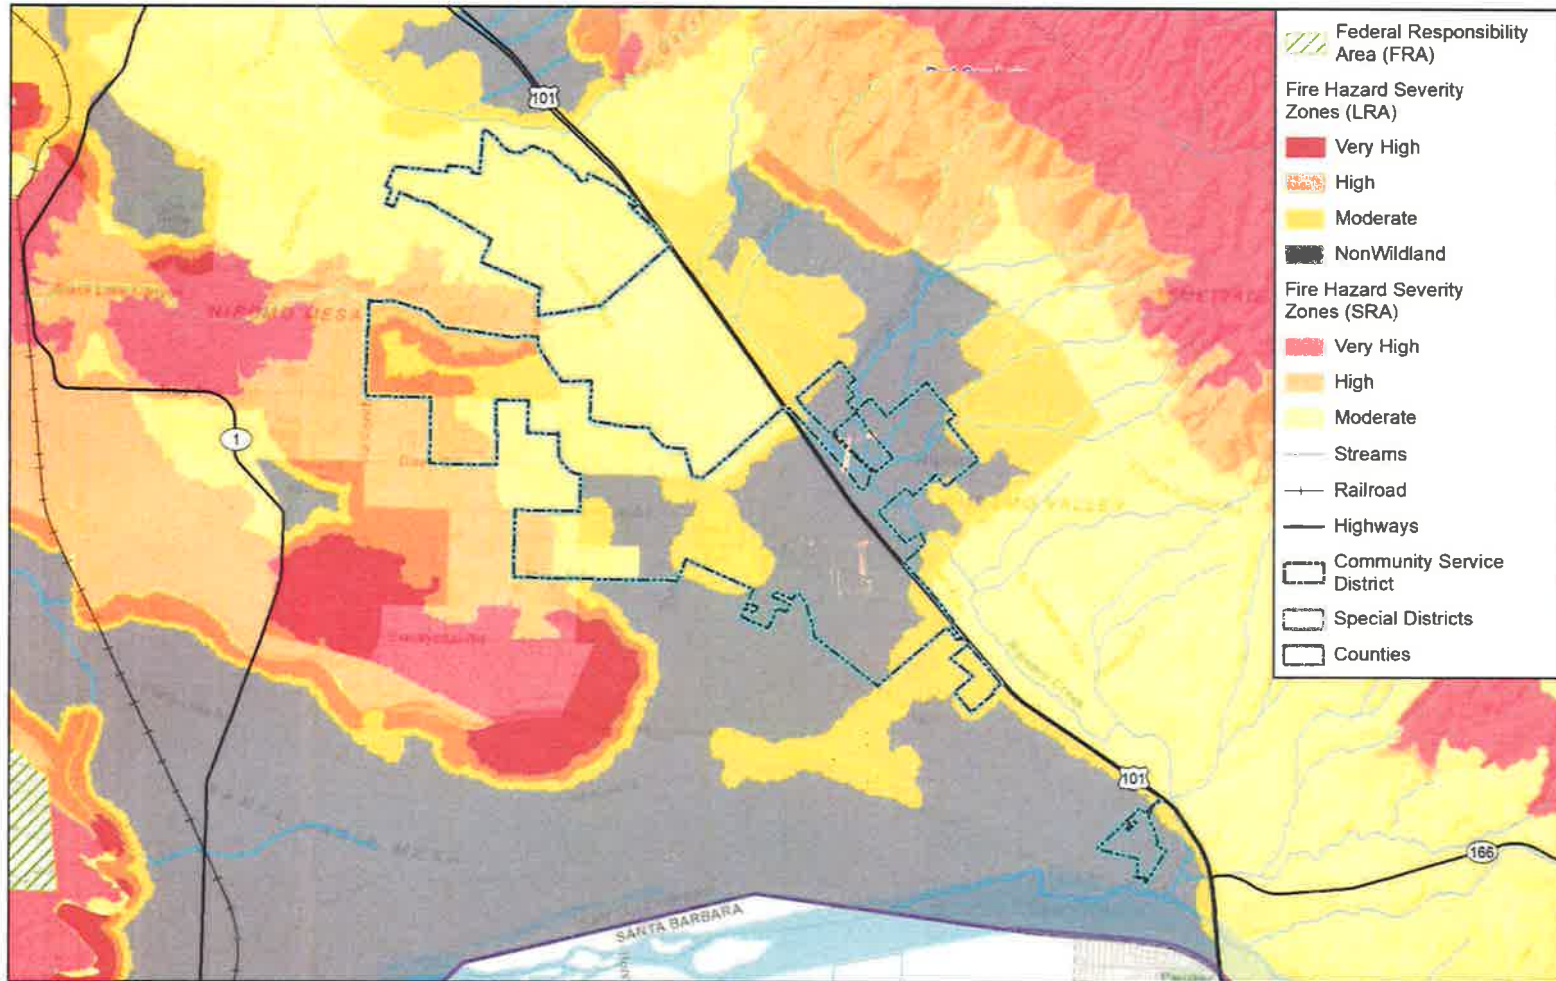 Federal Responsibility
Area (FRA)
Fire Hazard Severity
Zones (LRA)
Very High
High
Moderate
NonWildland
Fire Hazard Severity
Zones (SRA)
Very High
High
Moderate
Streams
Railroad
Highways
Community Service
District
Special Districts
Counties
101
NIPOMO MESA
1
VALLEY
101
166
SANTA BARBARA